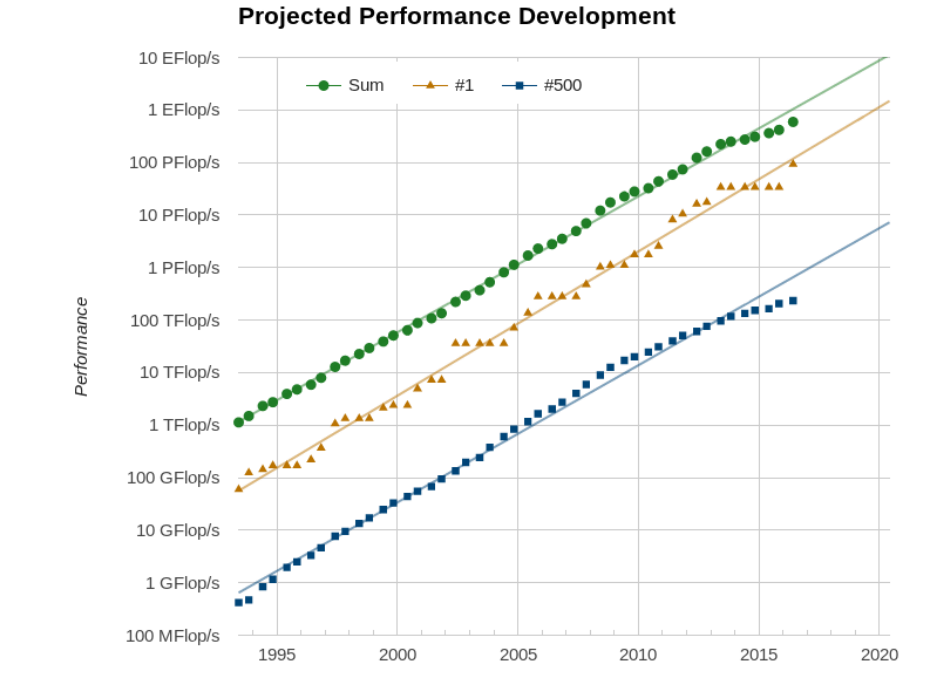 Projected Performance Development
10 EFlop/s
Sum #1 #500
1 EFlop/s
100 PFlop/s
10 PFlop/s
1 PFlop/s
100 TFlop/s
10 TFlop/s
1 TFlop/s
100 GFlop/s
10 GFlop/s
1 GFlop/s
100 MFlop/s
Performance
1995 2000 2005 2010 2015 2020